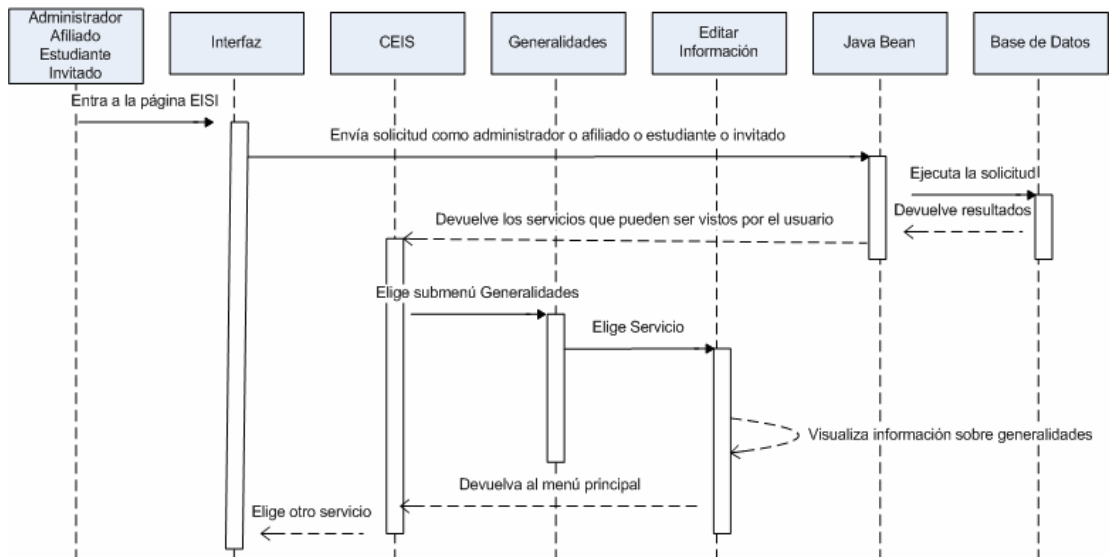 Administrador
Afiliado
Estudiante
Invitado
Interfaz
CEIS
Generalidades
Editar
Información
Java Bean
Base de Datos
Entra a la página EISI
Envía solicitud como administrador o afiliado o estudiante o invitado
Ejecuta la solicitud
Devuelve resultados
Devuelve los servicios que pueden ser vistos por el usuario
Elige submenú Generalidades
Elige Servicio
Visualiza información sobre generalidades
Devuelva al menú principal
Elige otro servicio